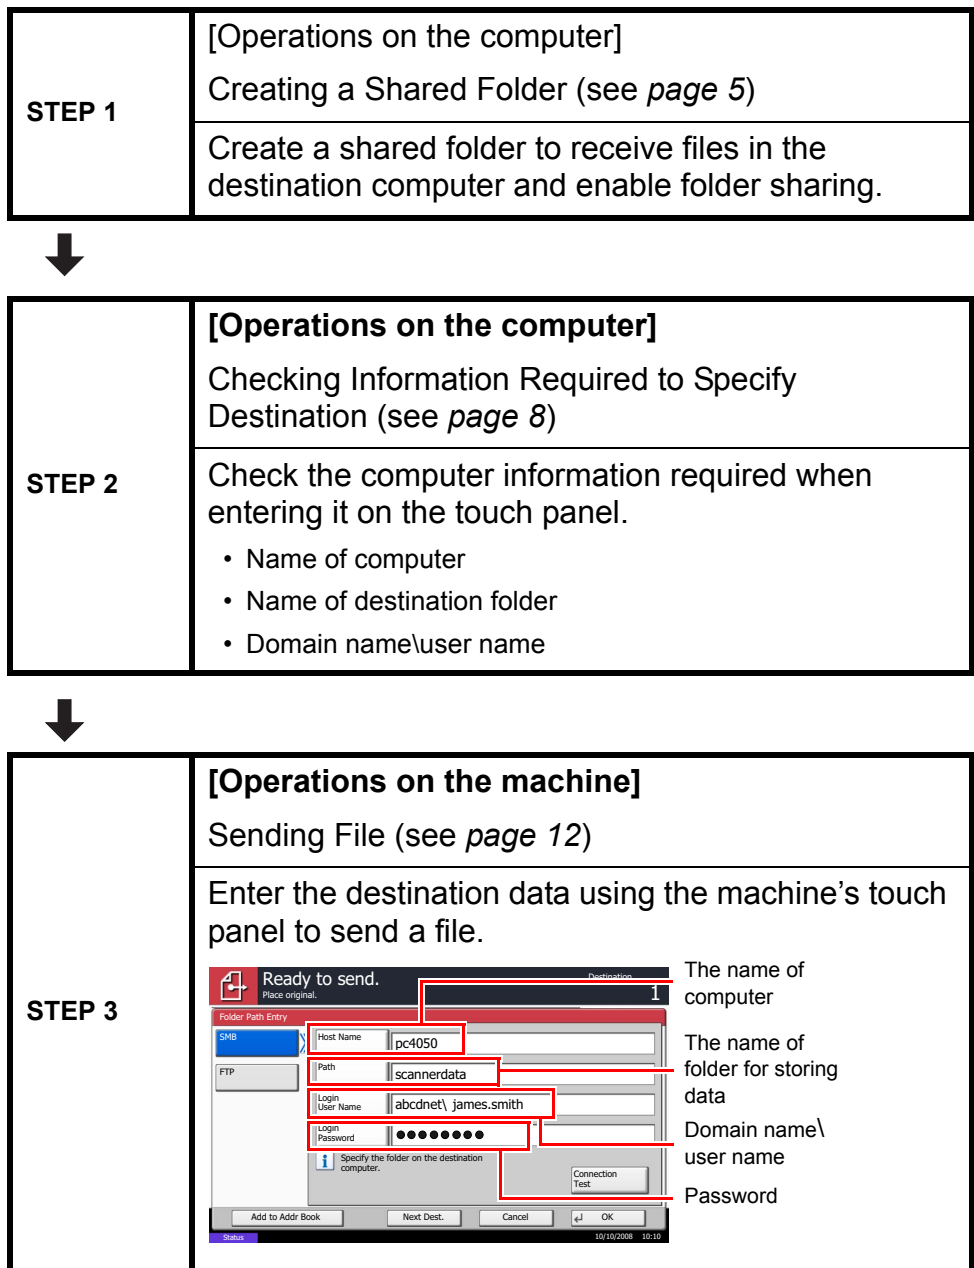 STEP 1
[Operations on the computer]
Creating a Shared Folder (see page 5)
Create a shared folder to receive files in the
destination computer and enable folder sharing.
STEP 2
[Operations on the computer]
Checking Information Required to Specify
Destination (see page 8)
Check the computer information required when
entering it on the touch panel.
• Name of computer
• Name of destination folder
• Domain name\user name
STEP 3
[Operations on the machine]
Sending File (see page 12)
Enter the destination data using the machine's touch
panel to send a file.
Ready to send.
Place original.
Destination
1
Folder Path Entry
SMB
FTP
Host Name
pc4050
Path
scannerdata
Login
User Name
abcdnet\ james.smith
Login
Password
●●●●●●●●
i
Specify the folder on the destination
computer.
Connection
Test
Add to Addr Book
Next Dest.
Cancel
OK
Status
10/10/2008 10:10
The name of
computer
The name of
folder for storing
data
Domain name\
user name
Password